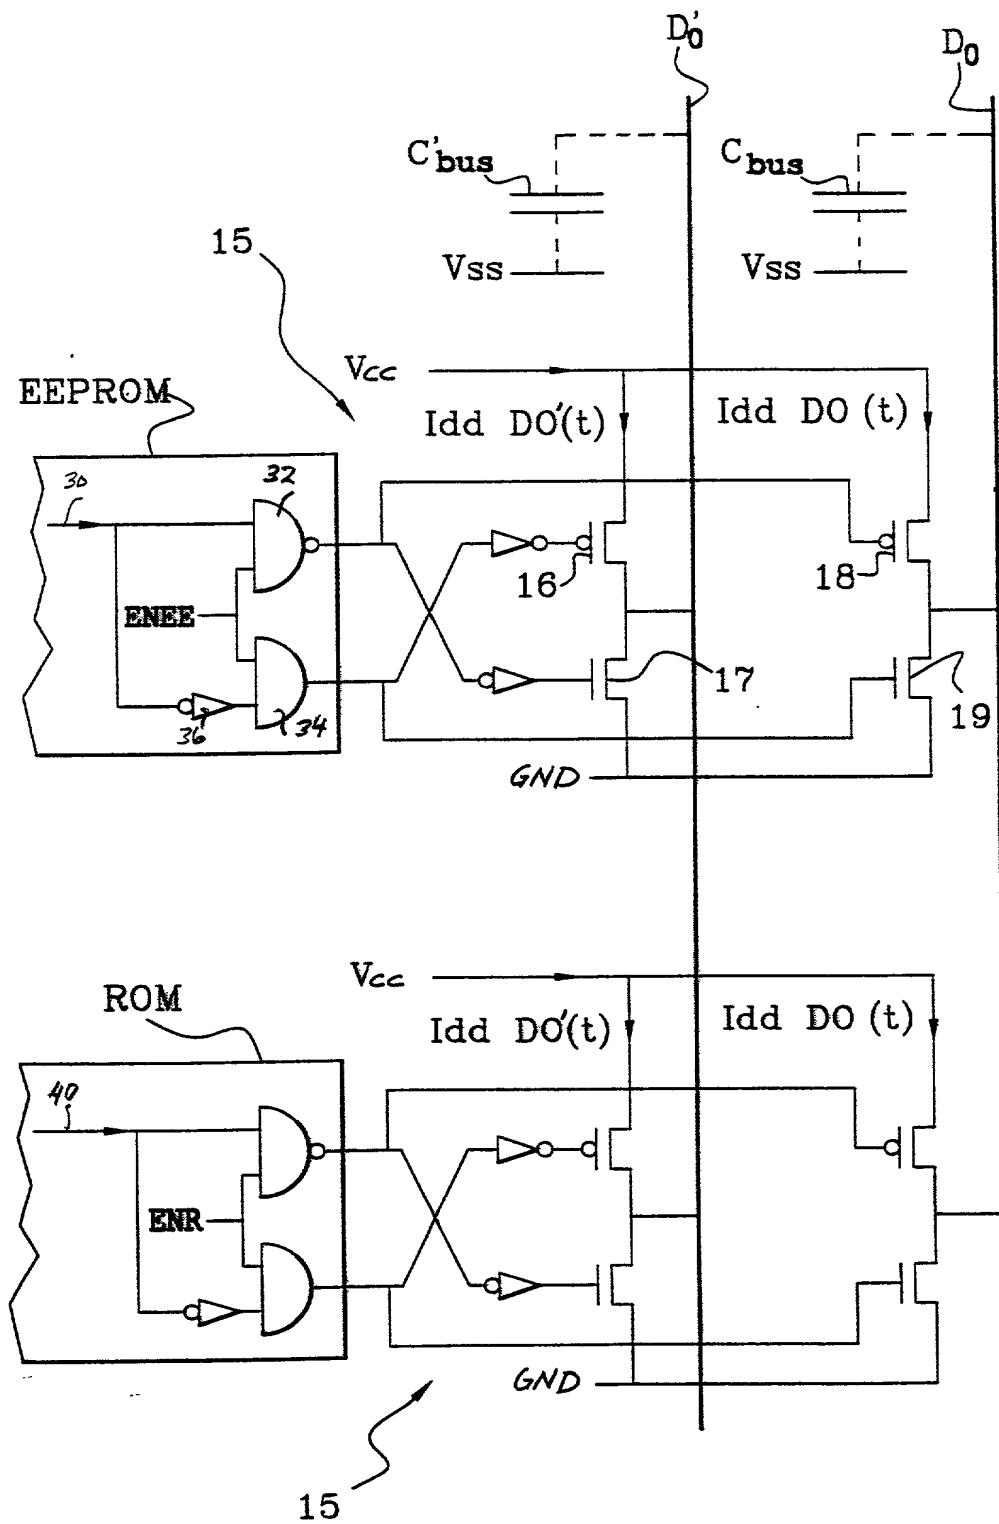 D₀'
D₀
C'bus
Cbus
15
Vss
Vss
Vcc
EEPROM
Idd DO'(t)
Idd DO (t)
30
32
16
18
ENEE
17
36
34
19
GND
Vcc
ROM
Idd DO'(t)
Idd DO (t)
40
ENR
GND
15